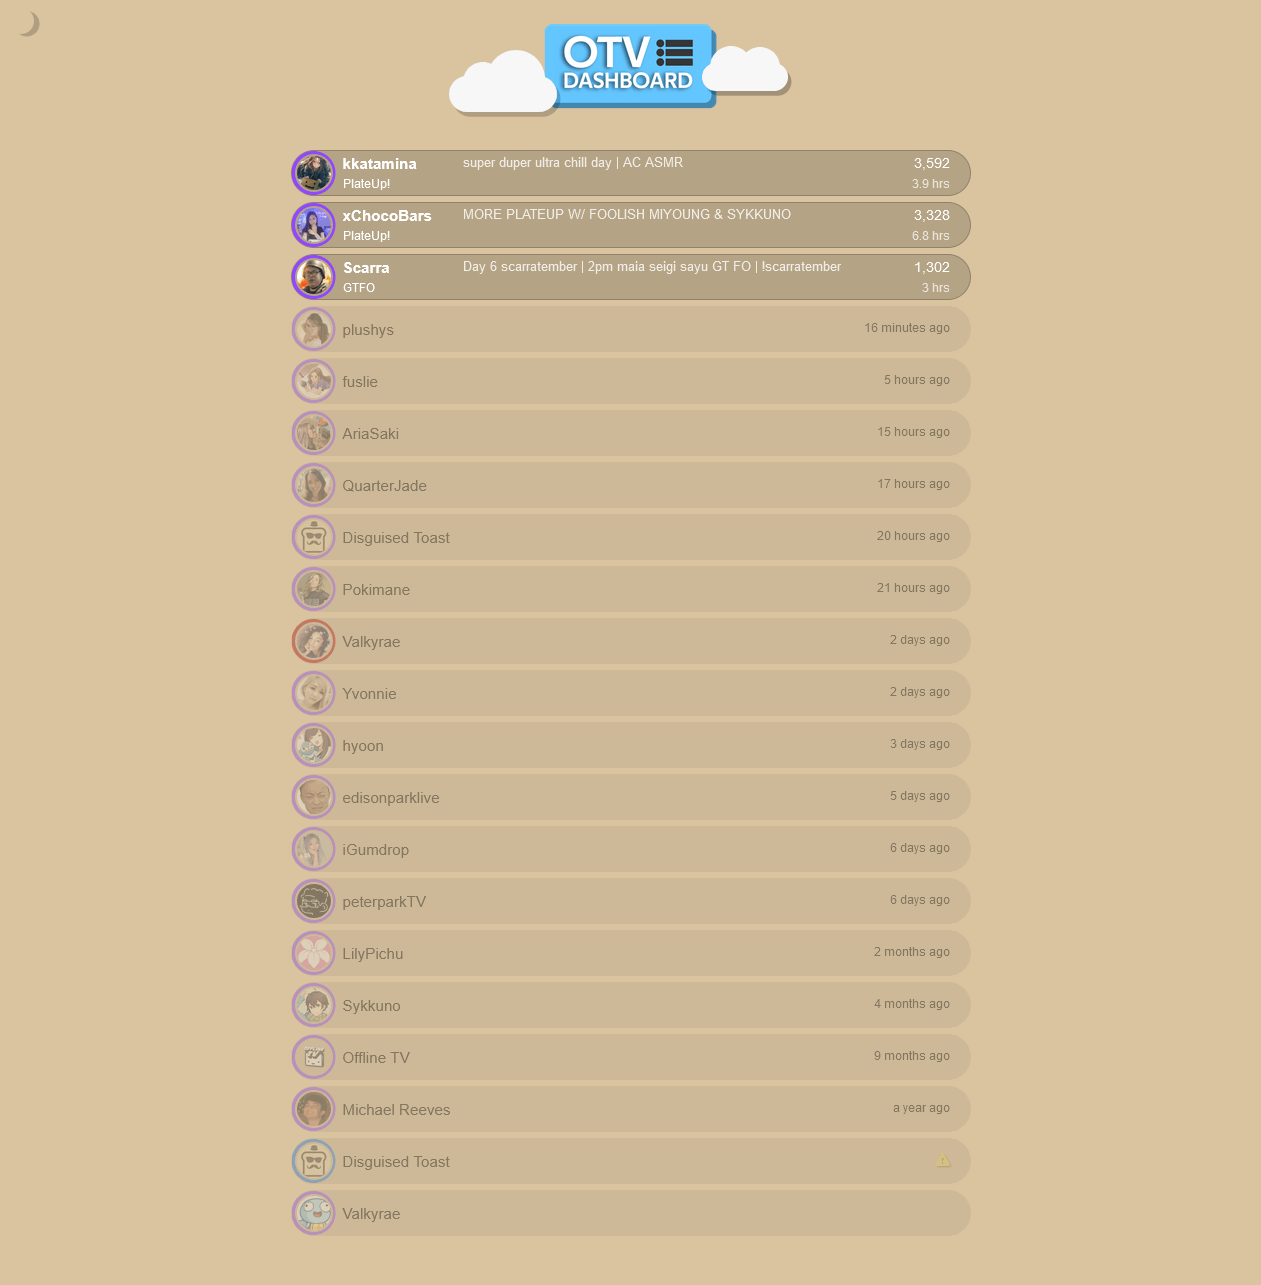 OTV
DASHBOARD
kkatamina super duper ultra chill day | AC ASMR 3,592
PlateUp! 3.9 hrs
xChocoBars MORE PLATEUP W/ FOOLISH MIYOUNG & SYKKUNO 3,328
PlateUp! 6.8 hrs
Scarra Day 6 scarratember | 2pm maia seigi sayu GT FO | !scarratember 1,302
GTFO 3 hrs
plushys 16 minutes ago
fuslie 5 hours ago
AriaSaki 15 hours ago
QuarterJade 17 hours ago
Disguised Toast 20 hours ago
Pokimane 21 hours ago
Valkyrae 2 days ago
Yvonnie 2 days ago
hyoon 3 days ago
edisonparklive 5 days ago
iGumdrop 6 days ago
peterparkTV 6 days ago
LilyPichu 2 months ago
Sykkuno 4 months ago
Offline TV 9 months ago
Michael Reeves a year ago
Disguised Toast
Valkyrae